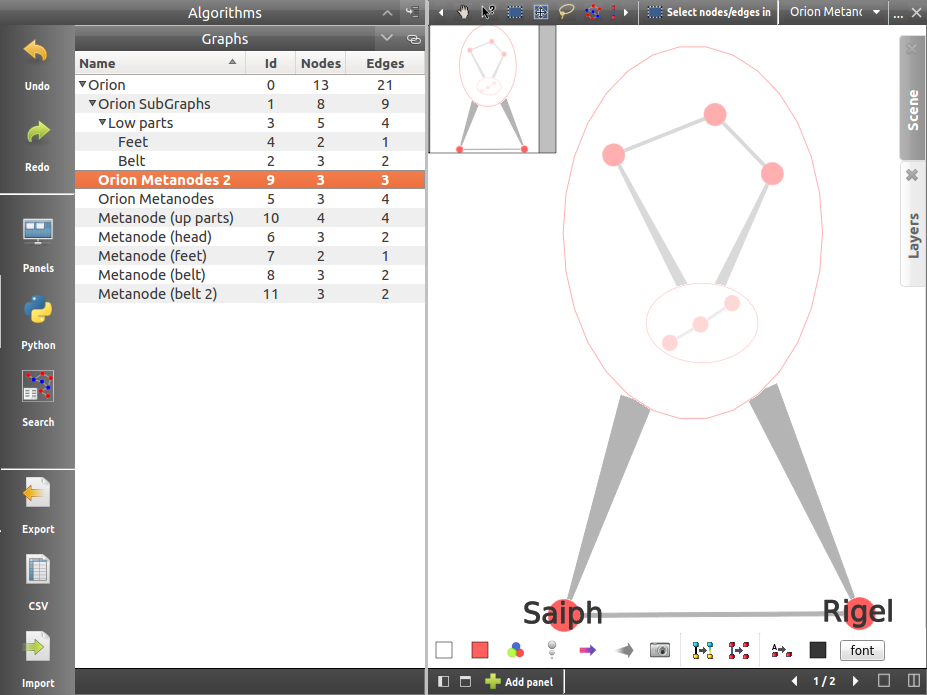 Algorithms
Graphs
Name Id Nodes Edges
Orion 0 13 21
Orion SubGraphs 1 8 9
Low parts 3 5 4
Feet 4 2 1
Belt 2 3 2
Orion Metanodes 2 9 3 3
Orion Metanodes 5 3 4
Metanode (up parts) 10 4 4
Metanode (head) 6 3 2
Metanode (feet) 7 2 1
Metanode (belt) 8 3 2
Metanode (belt 2) 11 3 2
Undo
Redo
Panels
Python
Search
Export
CSV
Import
Select nodes/edges in
Orion Metanc
...
Scene
Layers
Saiph
Rigel
font
Add panel
1 / 2